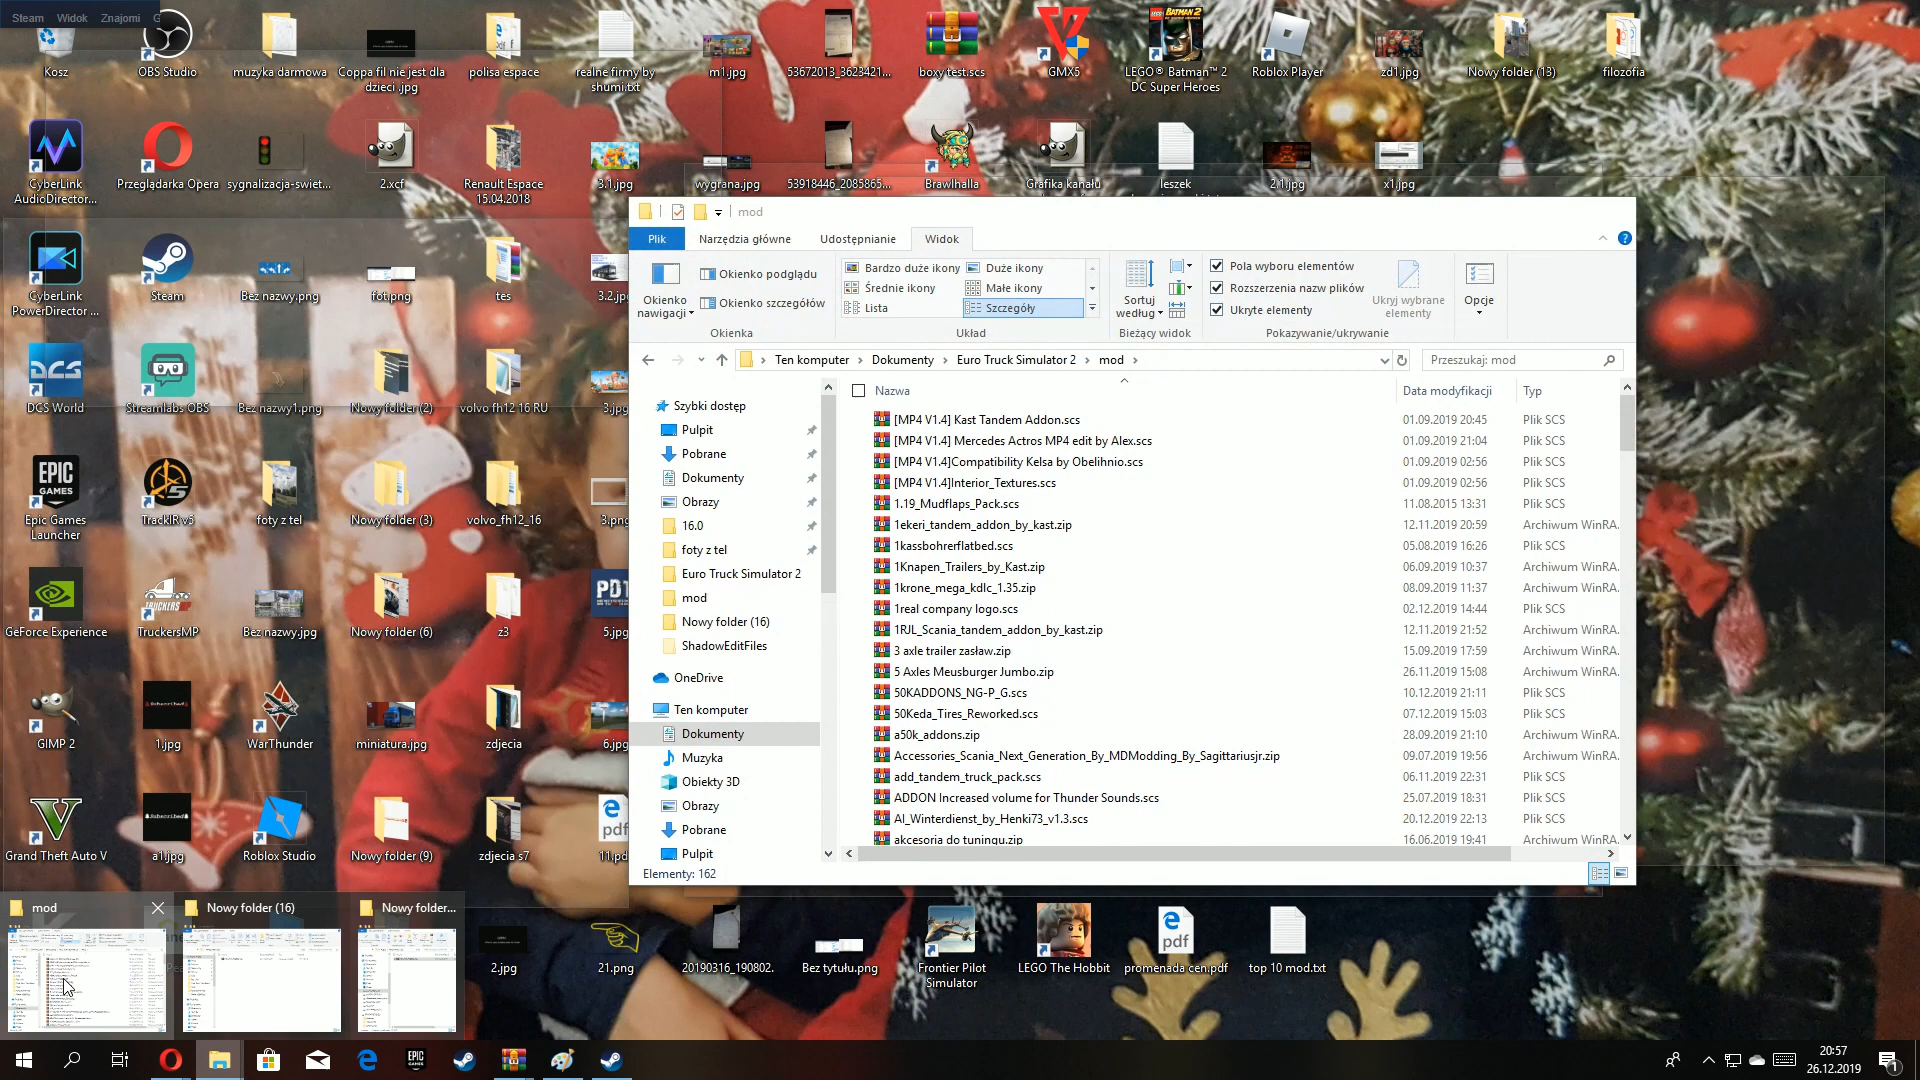 Steam Widok Znajomi G
Kosz
OBS Studio
muzyka darmowa
Coppa fil nie jest dla dzieci .jpg
polisa espace
realne firmy by shumi.txt
m1.jpg
53672013_3623421...
boxy test.scs
GMX5
LEGO® Batman™ 2 DC Super Heroes
Roblox Player
zd1.jpg
Nowy folder (13)
filozofia
CyberLink AudioDirector...
Przeglądarka Opera
sygnalizacja-swiet...
2.xcf
Renault Espace 15.04.2018
3.1.jpg
wygrana.jpg
53918446_2085865...
Brawlhalla
Grafika kanału
leszek
2.1.jpg
x1.jpg
CyberLink PowerDirector ...
Steam
Bez nazwy.png
fot.png
tes
3.2.jp
DCS World
Streamlabs OBS
Bez nazwy1.png
Nowy folder (2)
volvo fh12 16 RU
3.jpg
Epic Games Launcher
TrackIR v5
foty z tel
Nowy folder (3)
volvo_fh12_16
3.png
GeForce Experience
TruckersMP
Bez nazwy.jpg
Nowy folder (6)
z3
5.jpg
GIMP 2
1.jpg
WarThunder
miniatura.jpg
zdjecia
6.jpg
Grand Theft Auto V
a1.jpg
Roblox Studio
Nowy folder (9)
zdjecia s7
11.pd
2.jpg
21.png
20190316_190802.
Bez tytułu.png
Frontier Pilot Simulator
LEGO The Hobbit
promenada cen.pdf
top 10 mod.txt
mod
Plik Narzędzia główne Udostępnianie Widok
Okienko nawigacji
Okienko podglądu
Okienko szczegółów
Okienka
Bardzo duże ikony Duże ikony
Średnie ikony Małe ikony
Lista Szczegóły
Układ
Sortuj według
Bieżący widok
Pola wyboru elementów
Rozszerzenia nazw plików
Ukryte elementy
Ukryj wybrane elementy
Pokazywanie/ukrywanie
Opcje
Ten komputer Dokumenty Euro Truck Simulator 2 mod
Przeszukaj: mod
Szybki dostęp
Pulpit
Pobrane
Dokumenty
Obrazy
16.0
foty z tel
Euro Truck Simulator 2
mod
Nowy folder (16)
ShadowEditFiles
OneDrive
Ten komputer
Dokumenty
Muzyka
Obiekty 3D
Obrazy
Pobrane
Pulpit
Nazwa Data modyfikacji Typ
[MP4 V1.4] Kast Tandem Addon.scs 01.09.2019 20:45 Plik SCS
[MP4 V1.4] Mercedes Actros MP4 edit by Alex.scs 01.09.2019 21:04 Plik SCS
[MP4 V1.4]Compatibility Kelsa by Obelihnio.scs 01.09.2019 02:56 Plik SCS
[MP4 V1.4]Interior_Textures.scs 01.09.2019 02:56 Plik SCS
1.19_Mudflaps_Pack.scs 11.08.2015 13:31 Plik SCS
1ekeri_tandem_addon_by_kast.zip 12.11.2019 20:59 Archiwum WinRA.
1kassbohrerflatbed.scs 05.08.2019 16:26 Plik SCS
1Knapen_Trailers_by_Kast.zip 06.09.2019 10:37 Archiwum WinRA.
1krone_mega_kdlc_1.35.zip 08.09.2019 11:37 Archiwum WinRA.
1real company logo.scs 02.12.2019 14:44 Plik SCS
1RJL_Scania_tandem_addon_by_kast.zip 12.11.2019 21:52 Archiwum WinRA.
3 axle trailer zasław.zip 15.09.2019 17:59 Archiwum WinRA.
5 Axles Meusburger Jumbo.zip 26.11.2019 15:08 Archiwum WinRA.
50KADDONS_NG-P_G.scs 10.12.2019 21:11 Plik SCS
50Keda_Tires_Reworked.scs 07.12.2019 15:03 Plik SCS
a50k_addons.zip 28.09.2019 21:10 Archiwum WinRA.
Accessories_Scania_Next_Generation_By_MDModding_By_Sagittariusjr.zip 09.07.2019 19:56 Archiwum WinRA.
add_tandem_truck_pack.scs 06.11.2019 22:31 Plik SCS
ADDON Increased volume for Thunder Sounds.scs 25.07.2019 18:31 Plik SCS
AI_Winterdienst_by_Henki73_v1.3.scs 20.12.2019 22:13 Plik SCS
akcesoria do tuningu.zip 16.06.2019 19:41 Archiwum WinRA.
Elementy: 162
mod
Nowy folder (16)
Nowy folder...
20:57
26.12.2019